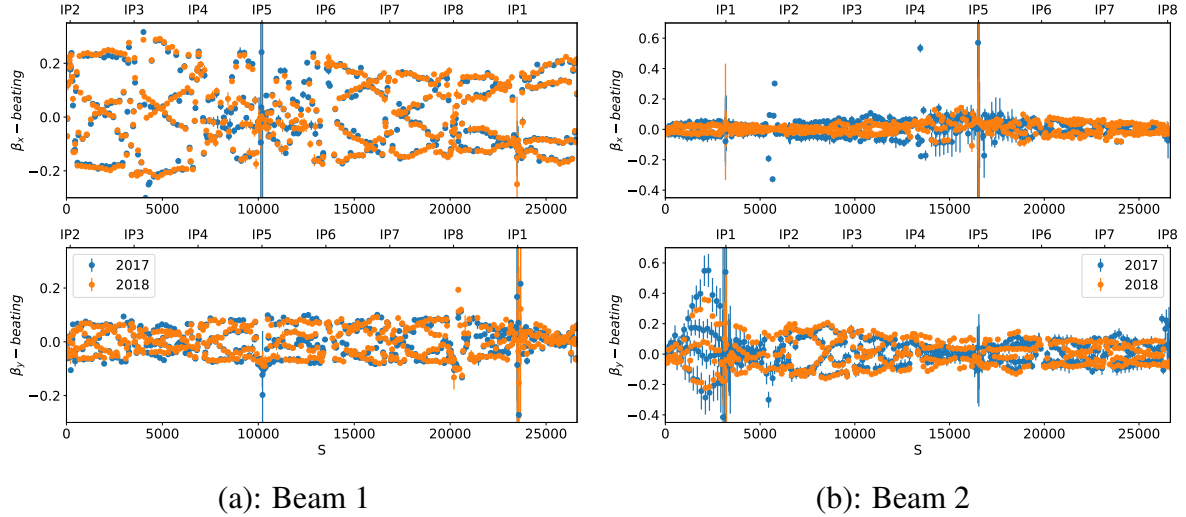 IP2 IP3 IP4 IP5 IP6 IP7 IP8 IP1
βx − beating
0.2
0.0
−0.2
0 5000 10000 15000 20000 25000
IP2 IP3 IP4 IP5 IP6 IP7 IP8 IP1
βy − beating
0.2
0.0
−0.2
2017
2018
0 5000 10000 15000 20000 25000
S
(a): Beam 1
IP1 IP2 IP3 IP4 IP5 IP6 IP7 IP8
βx − beating
0.6
0.4
0.2
0.0
−0.2
−0.4
0 5000 10000 15000 20000 25000
IP1 IP2 IP3 IP4 IP5 IP6 IP7 IP8
βy − beating
0.6
0.4
0.2
0.0
−0.2
−0.4
2017
2018
0 5000 10000 15000 20000 25000
S
(b): Beam 2